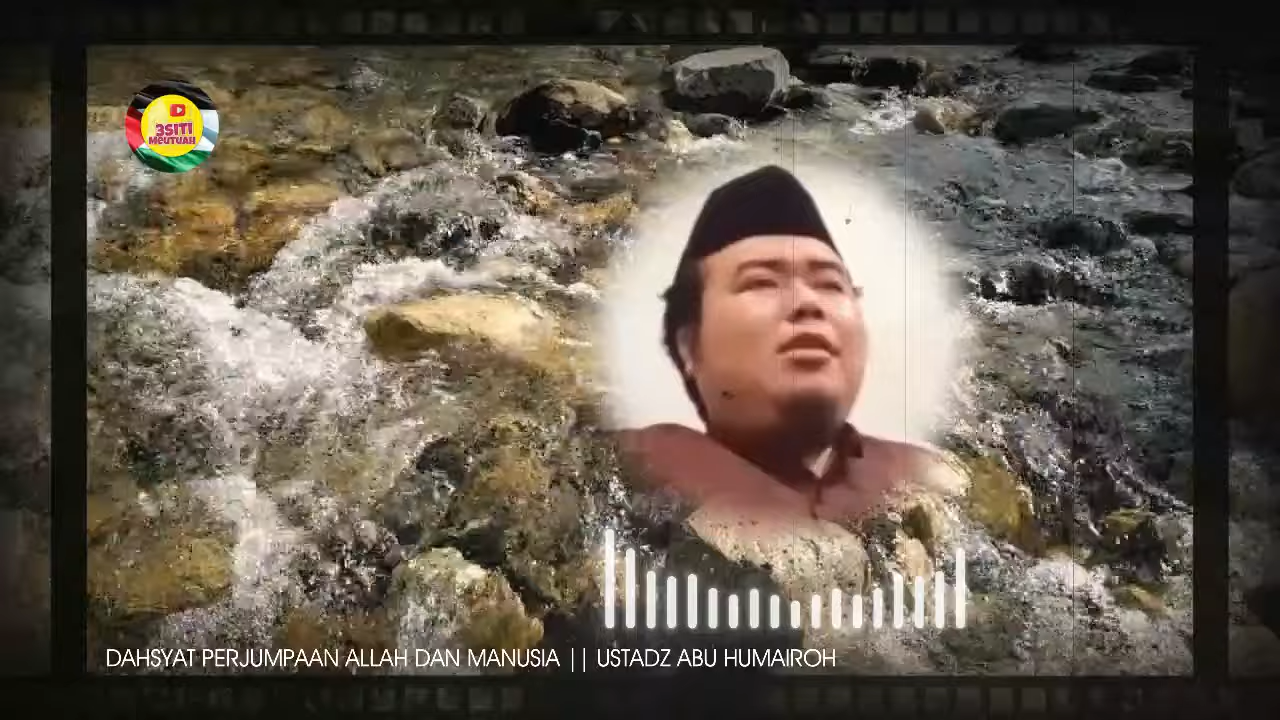 3SITI
MEUTUAH
DAHSYAT PERJUMPAAN ALLAH DAN MANUSIA || USTADZ ABU HUMAIROH